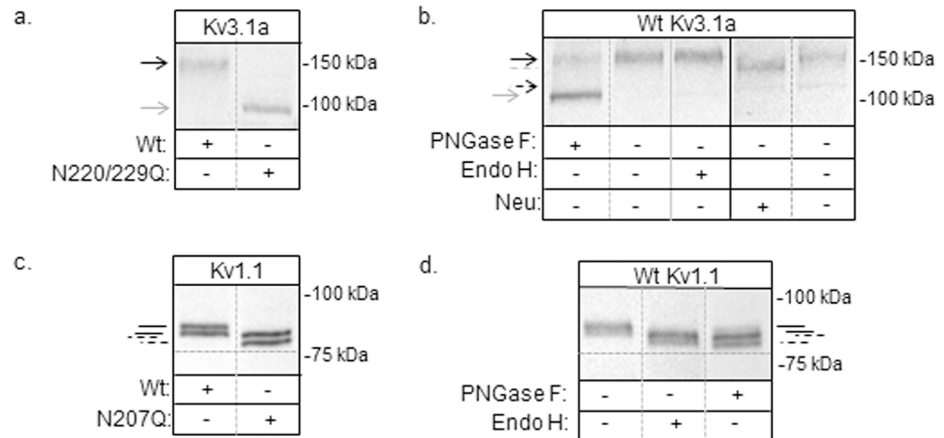 a.
Kv3.1a
-150 kDa
-100 kDa
Wt: + -
N220/229Q: - +
b.
Wt Kv3.1a
-150 kDa
-100 kDa
PNGase F: + - - - -
Endo H: - - + - -
Neu: - - - + -
c.
Kv1.1
-100 kDa
-75 kDa
Wt: + -
N207Q: - +
d.
Wt Kv1.1
-100 kDa
-75 kDa
PNGase F: - - +
Endo H: - + -